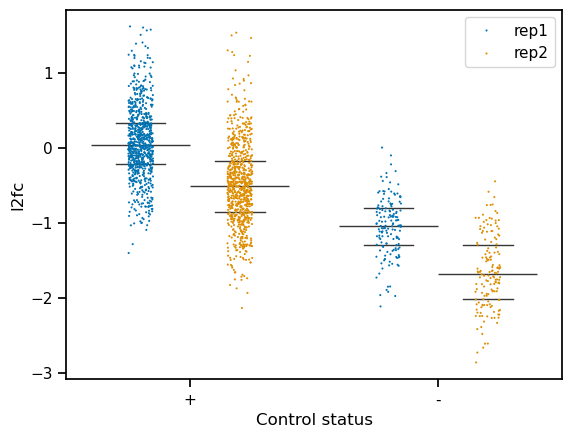 rep1
rep2
1
0
−1
−2
−3
l2fc
+
-
Control status